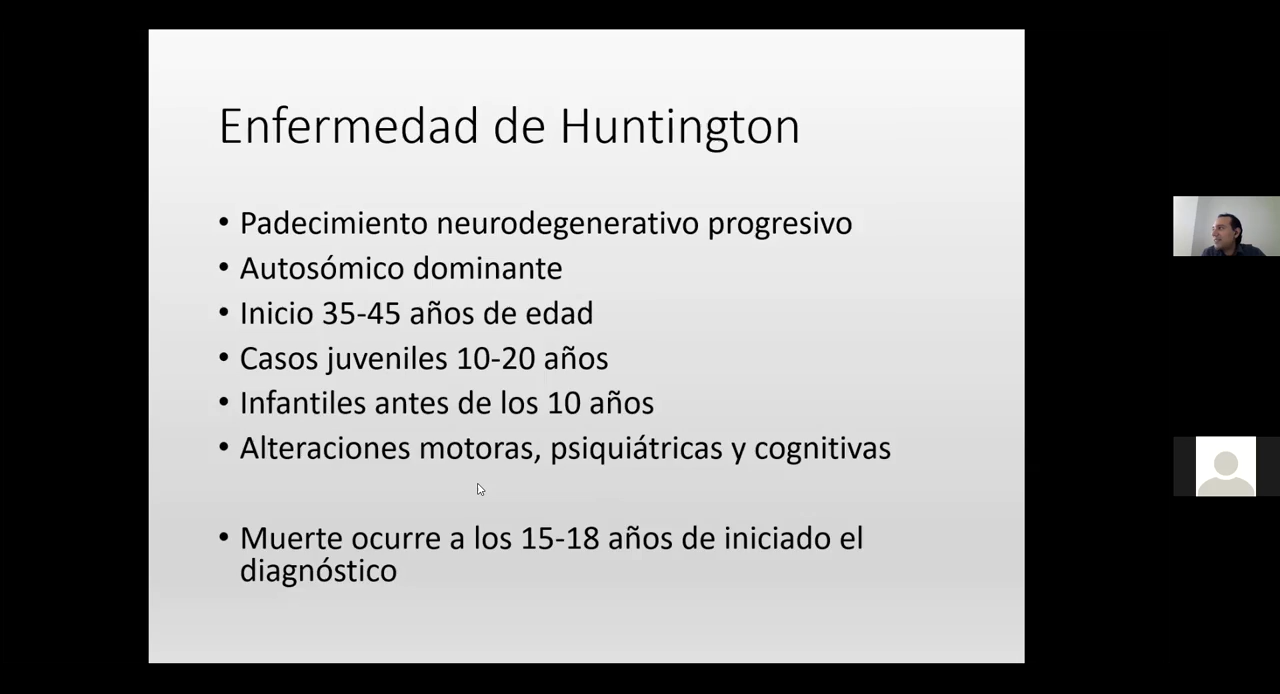 Enfermedad de Huntington
• Padecimiento neurodegenerativo progresivo
• Autosómico dominante
• Inicio 35-45 años de edad
• Casos juveniles 10-20 años
• Infantiles antes de los 10 años
• Alteraciones motoras, psiquiátricas y cognitivas
• Muerte ocurre a los 15-18 años de iniciado el
diagnóstico